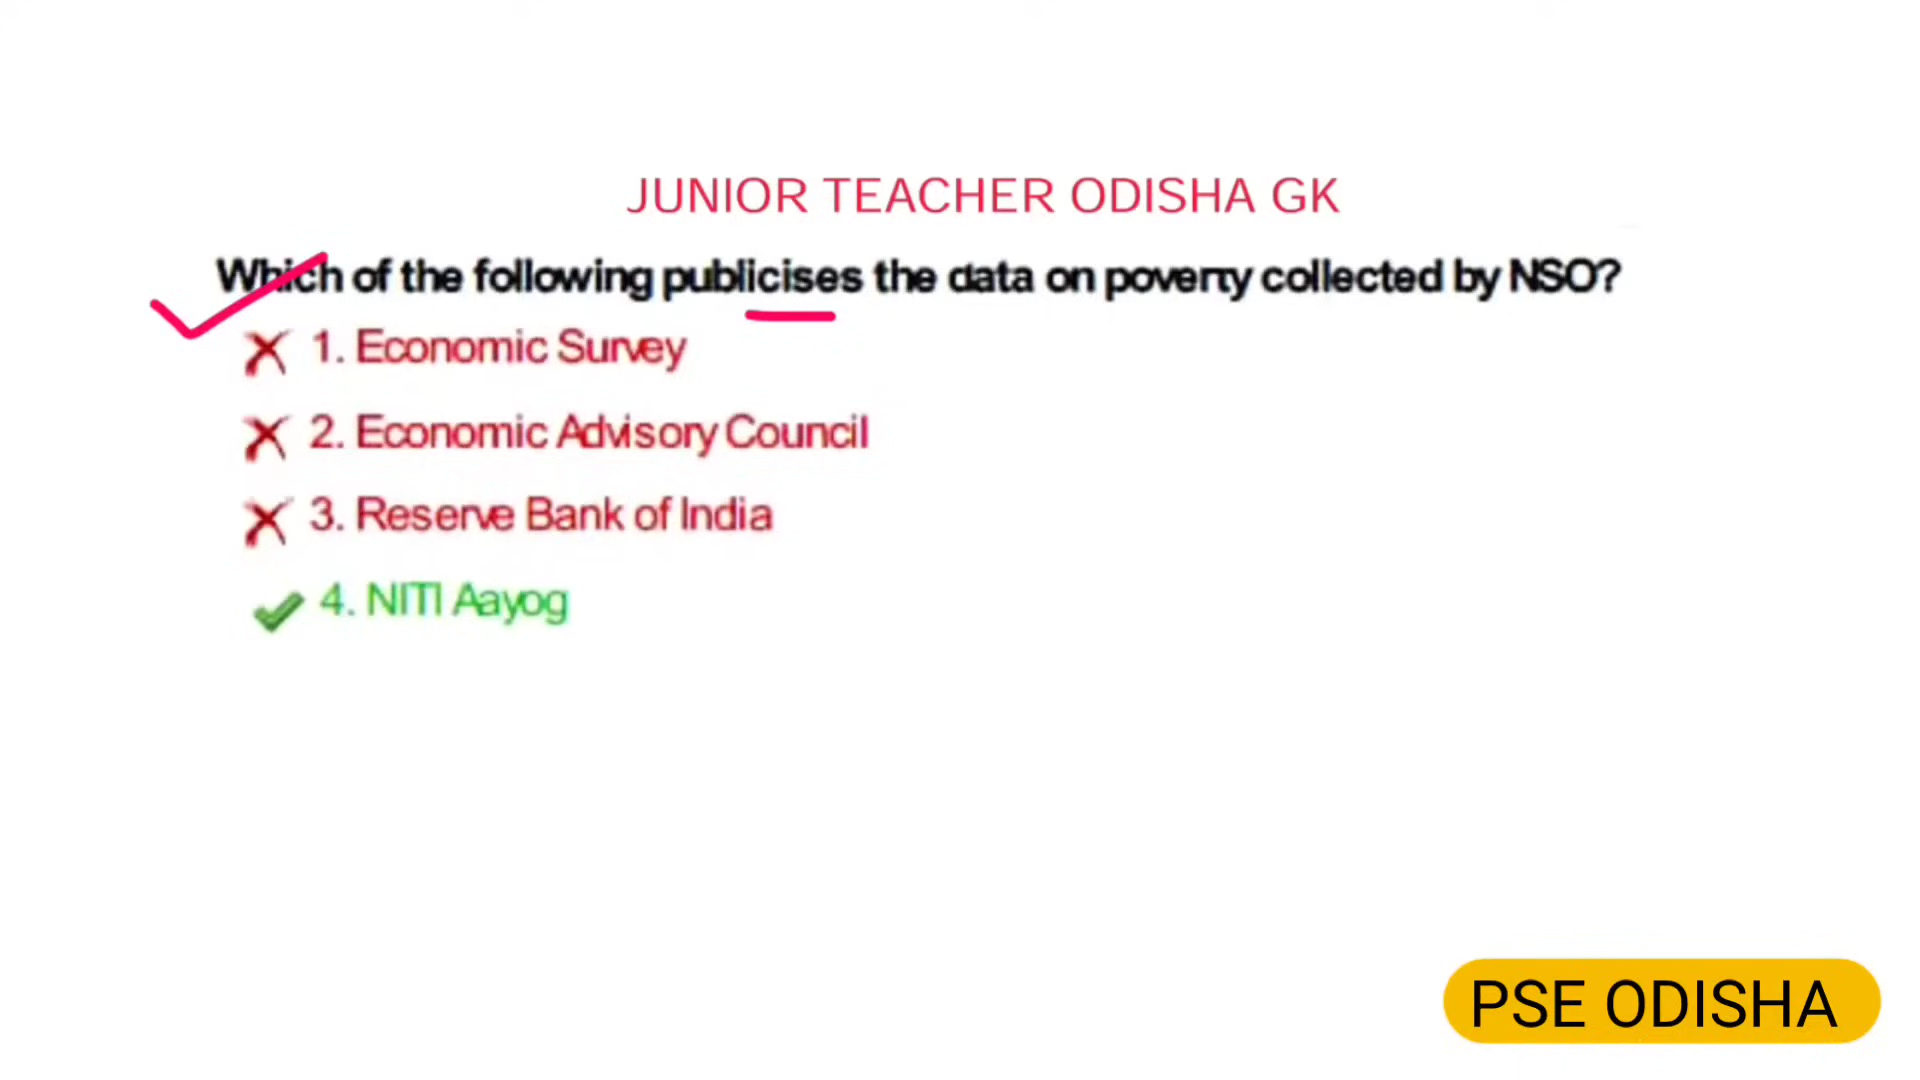 JUNIOR TEACHER ODISHA GK
Which of the following publicises the data on poverty collected by NSO?
1. Economic Survey
2. Economic Advisory Council
3. Reserve Bank of India
4. NITI Aayog
PSE ODISHA